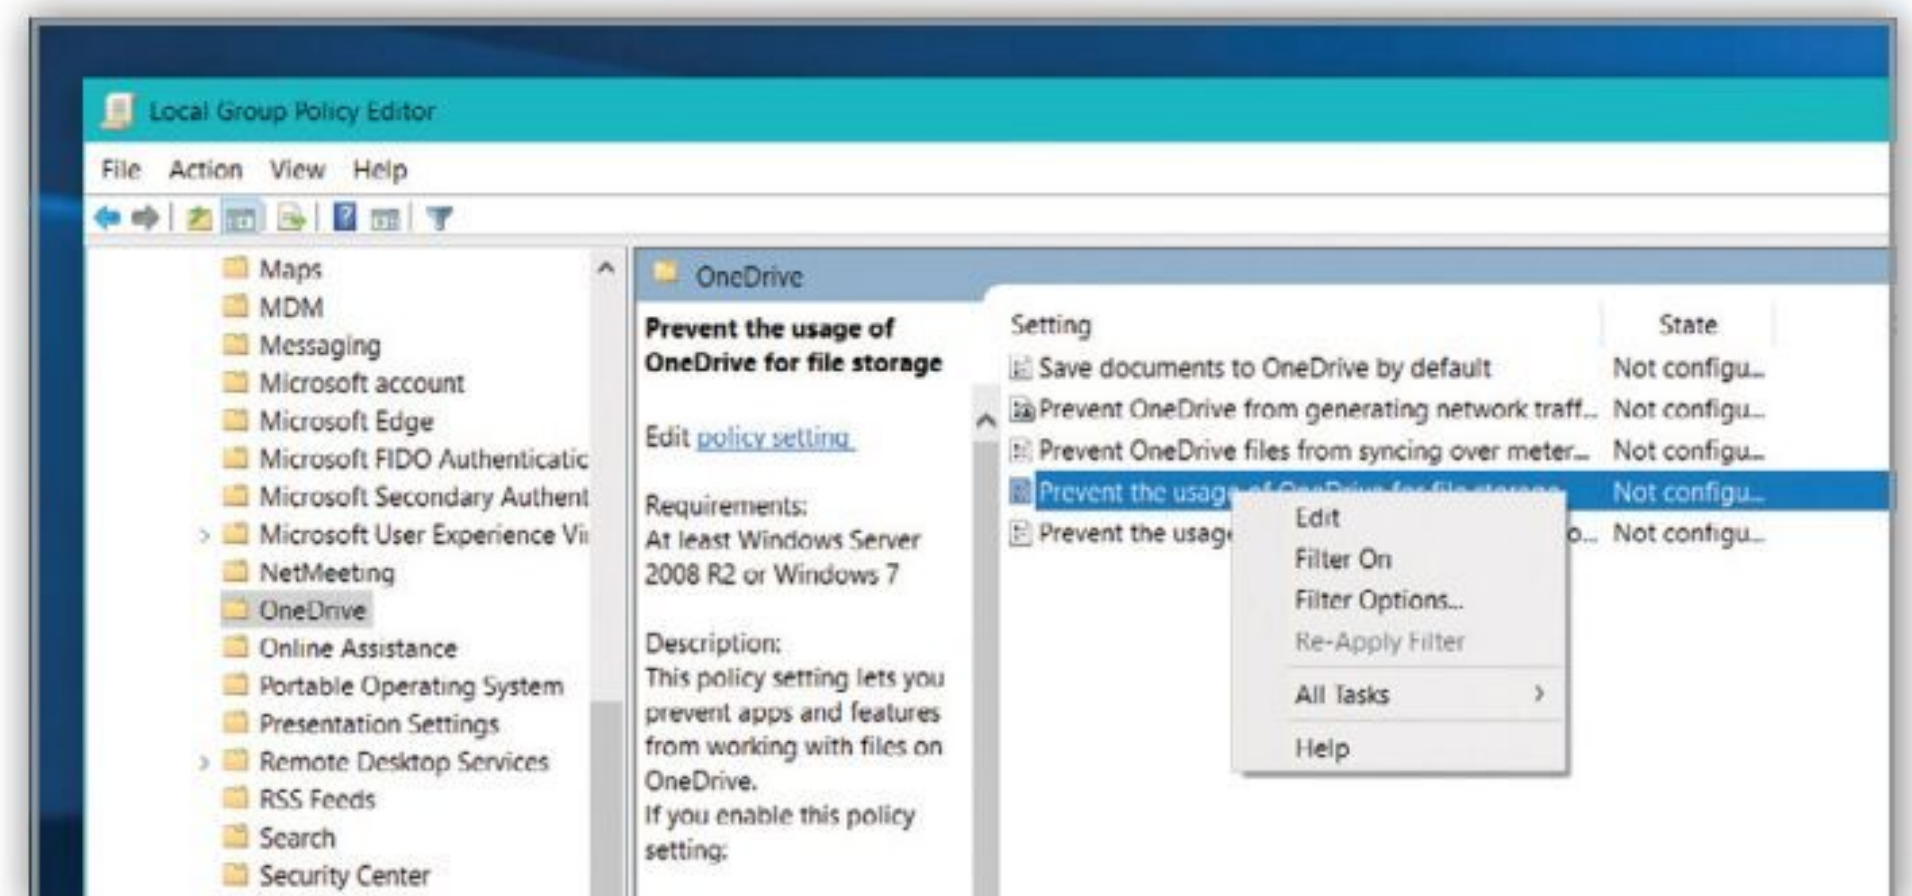 Local Group Policy Editor
File Action View Help
Maps
MDM
Messaging
Microsoft account
Microsoft Edge
Microsoft FIDO Authenticatic
Microsoft Secondary Authent
Microsoft User Experience Vi
NetMeeting
OneDrive
Online Assistance
Portable Operating System
Presentation Settings
Remote Desktop Services
RSS Feeds
Search
Security Center
OneDrive
Prevent the usage of
OneDrive for file storage
Edit policy setting
Requirements:
At least Windows Server
2008 R2 or Windows 7
Description:
This policy setting lets you
prevent apps and features
from working with files on
OneDrive.
If you enable this policy
setting:
Setting State
Save documents to OneDrive by default Not configu...
Prevent OneDrive from generating network traff... Not configu...
Prevent OneDrive files from syncing over meter... Not configu...
Prevent the usage of OneDrive for file storage Not configu...
Prevent the usag o... Not configu...
Edit
Filter On
Filter Options...
Re-Apply Filter
All Tasks
Help